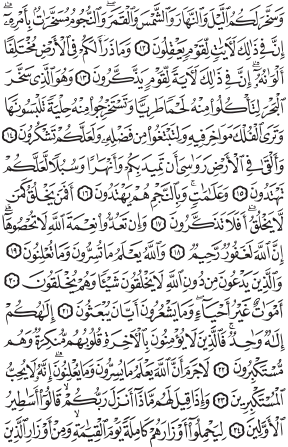 وَسَخَّرَ لَكُمُ ٱلَّيْلَ وَٱلنَّهَارَ وَٱلشَّمْسَ وَٱلْقَمَرَ ۖ وَٱلنُّجُومُ مُسَخَّرَٰتٌۢ بِأَمْرِهِۦٓ ۗ
إِنَّ فِى ذَٰلِكَ لَـَٔايَٰتٍ لِّقَوْمٍ يَعْقِلُونَ ١٢ وَمَا ذَرَأَ لَكُمْ فِى ٱلْأَرْضِ مُخْتَلِفًا
أَلْوَٰنُهُۥٓ ۗ إِنَّ فِى ذَٰلِكَ لَـَٔايَةً لِّقَوْمٍ يَذَّكَّرُونَ ١٣ وَهُوَ ٱلَّذِى سَخَّرَ
ٱلْبَحْرَ لِتَأْكُلُوا۟ مِنْهُ لَحْمًا طَرِيًّا وَتَسْتَخْرِجُوا۟ مِنْهُ حِلْيَةً تَلْبَسُونَهَا
وَتَرَى ٱلْفُلْكَ مَوَاخِرَ فِيهِ وَلِتَبْتَغُوا۟ مِن فَضْلِهِۦ وَلَعَلَّكُمْ تَشْكُرُونَ ١٤
وَأَلْقَىٰ فِى ٱلْأَرْضِ رَوَٰسِىَ أَن تَمِيدَ بِكُمْ وَأَنْهَٰرًا وَسُبُلًا لَّعَلَّكُمْ
تَهْتَدُونَ ١٥ وَعَلَٰمَٰتٍ ۚ وَبِٱلنَّجْمِ هُمْ يَهْتَدُونَ ١٦ أَفَمَن يَخْلُقُ كَمَن
لَّا يَخْلُقُ ۗ أَفَلَا تَذَكَّرُونَ ١٧ وَإِن تَعُدُّوا۟ نِعْمَةَ ٱللَّهِ لَا تُحْصُوهَآ ۗ
إِنَّ ٱللَّهَ لَغَفُورٌ رَّحِيمٌ ١٨ وَٱللَّهُ يَعْلَمُ مَا تُسِرُّونَ وَمَا تُعْلِنُونَ ١٩
وَٱلَّذِينَ يَدْعُونَ مِن دُونِ ٱللَّهِ لَا يَخْلُقُونَ شَيْـًٔا وَهُمْ يُخْلَقُونَ ٢٠
أَمْوَٰتٌ غَيْرُ أَحْيَآءٍ ۖ وَمَا يَشْعُرُونَ أَيَّانَ يُبْعَثُونَ ٢١ إِلَٰهُكُمْ
إِلَٰهٌ وَٰحِدٌ ۚ فَٱلَّذِينَ لَا يُؤْمِنُونَ بِٱلْـَٔاخِرَةِ قُلُوبُهُم مُّنكِرَةٌ وَهُم
مُّسْتَكْبِرُونَ ٢٢ لَا جَرَمَ أَنَّ ٱللَّهَ يَعْلَمُ مَا يُسِرُّونَ وَمَا يُعْلِنُونَ ۚ إِنَّهُۥ لَا يُحِبُّ
ٱلْمُسْتَكْبِرِينَ ٢٣ وَإِذَا قِيلَ لَهُم مَّاذَآ أَنزَلَ رَبُّكُمْ ۙ قَالُوٓا۟ أَسَٰطِيرُ
ٱلْأَوَّلِينَ ٢٤ لِيَحْمِلُوٓا۟ أَوْزَارَهُمْ كَامِلَةً يَوْمَ ٱلْقِيَٰمَةِ ۙ وَمِنْ أَوْزَارِ ٱلَّذِينَ